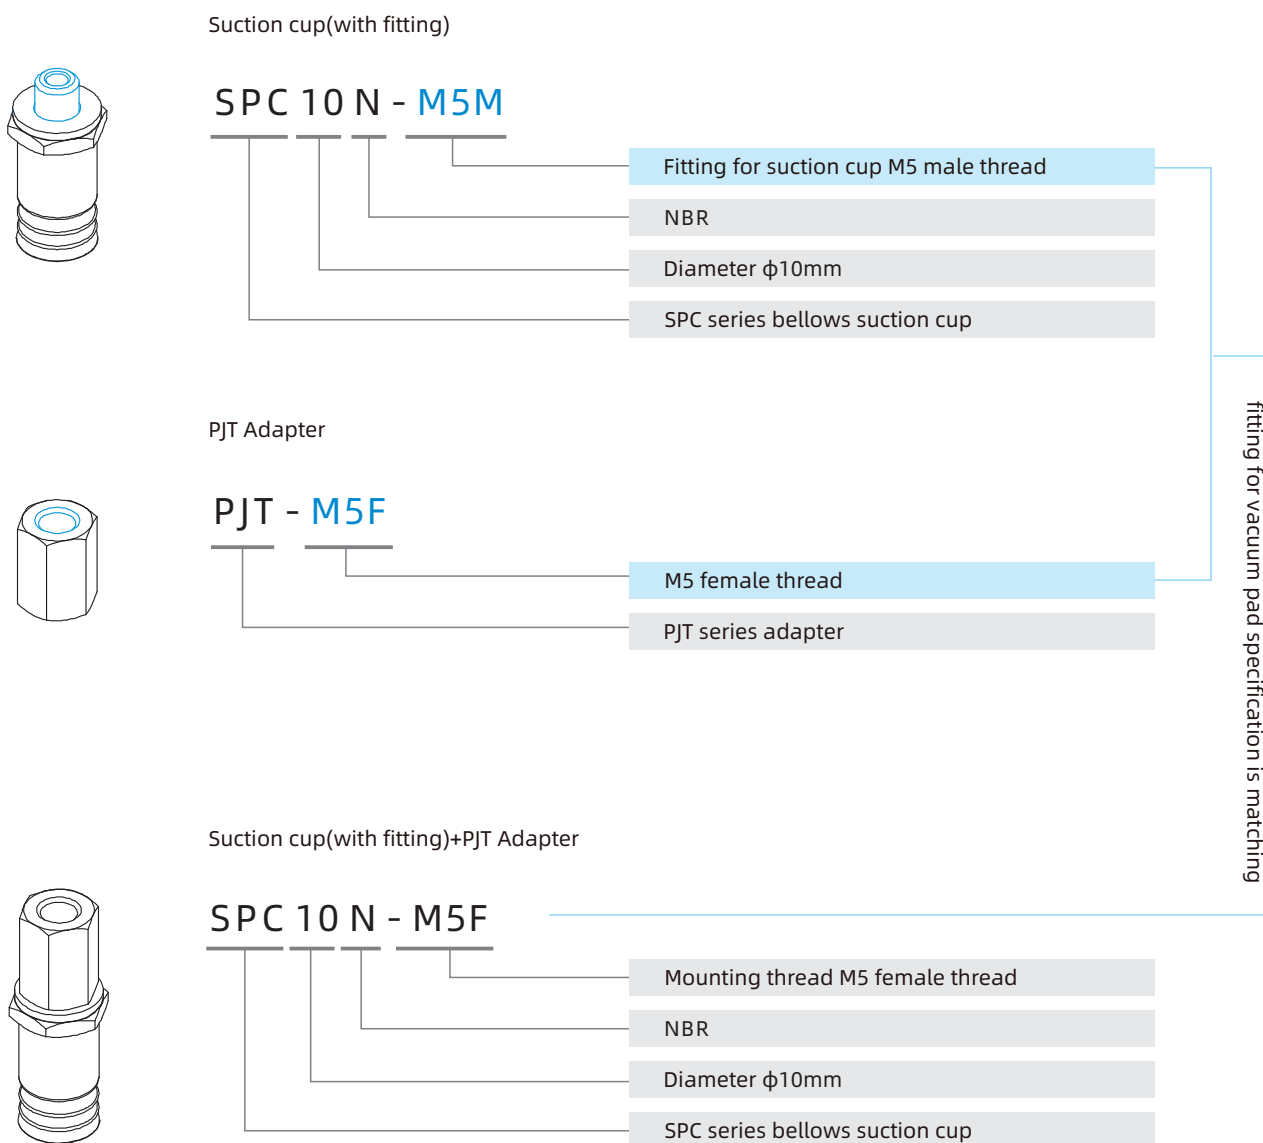 Suction cup(with fitting)
SPC 10 N - M5M
Fitting for suction cup M5 male thread
NBR
Diameter ф10mm
SPC series bellows suction cup
PJT Adapter
PJT - M5F
M5 female thread
PJT series adapter
fitting for vacuum pad specification is matching
Suction cup(with fitting)+PJT Adapter
SPC 10 N - M5F
Mounting thread M5 female thread
NBR
Diameter ф10mm
SPC series bellows suction cup